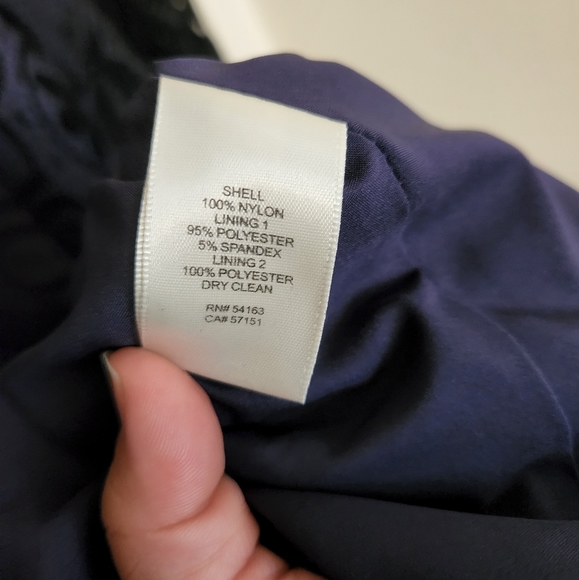 SHELL
100% NYLON
LINING 1
95% POLYESTER
5% SPANDEX
LINING 2
100% POLYESTER
DRY CLEAN
RN# 54163
CA# 57151